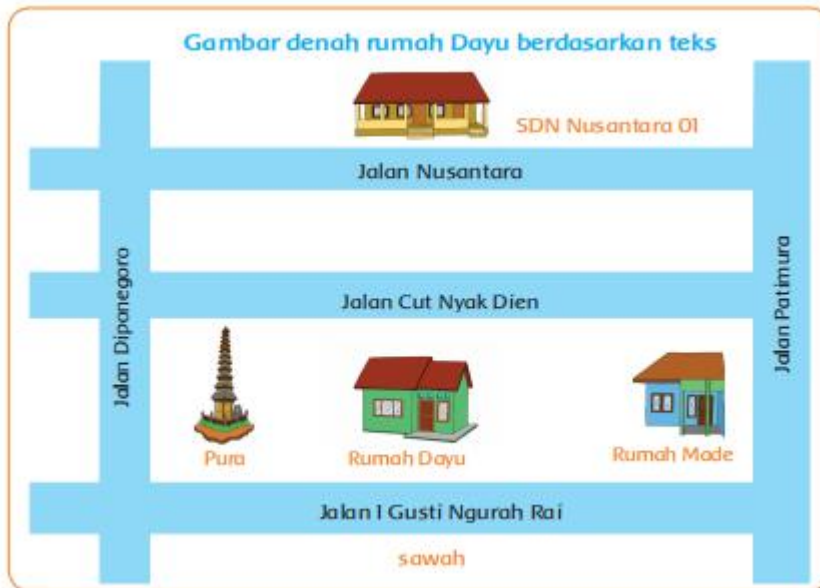 Gambar denah rumah Dayu berdasarkan teks
SDN Nusantara 01
Jalan Nusantara
Jalan Diponegoro
Jalan Patimura
Jalan Cut Nyak Dien
Pura
Rumah Dayu
Rumah Made
Jalan I Gusti Ngurah Rai
sawah